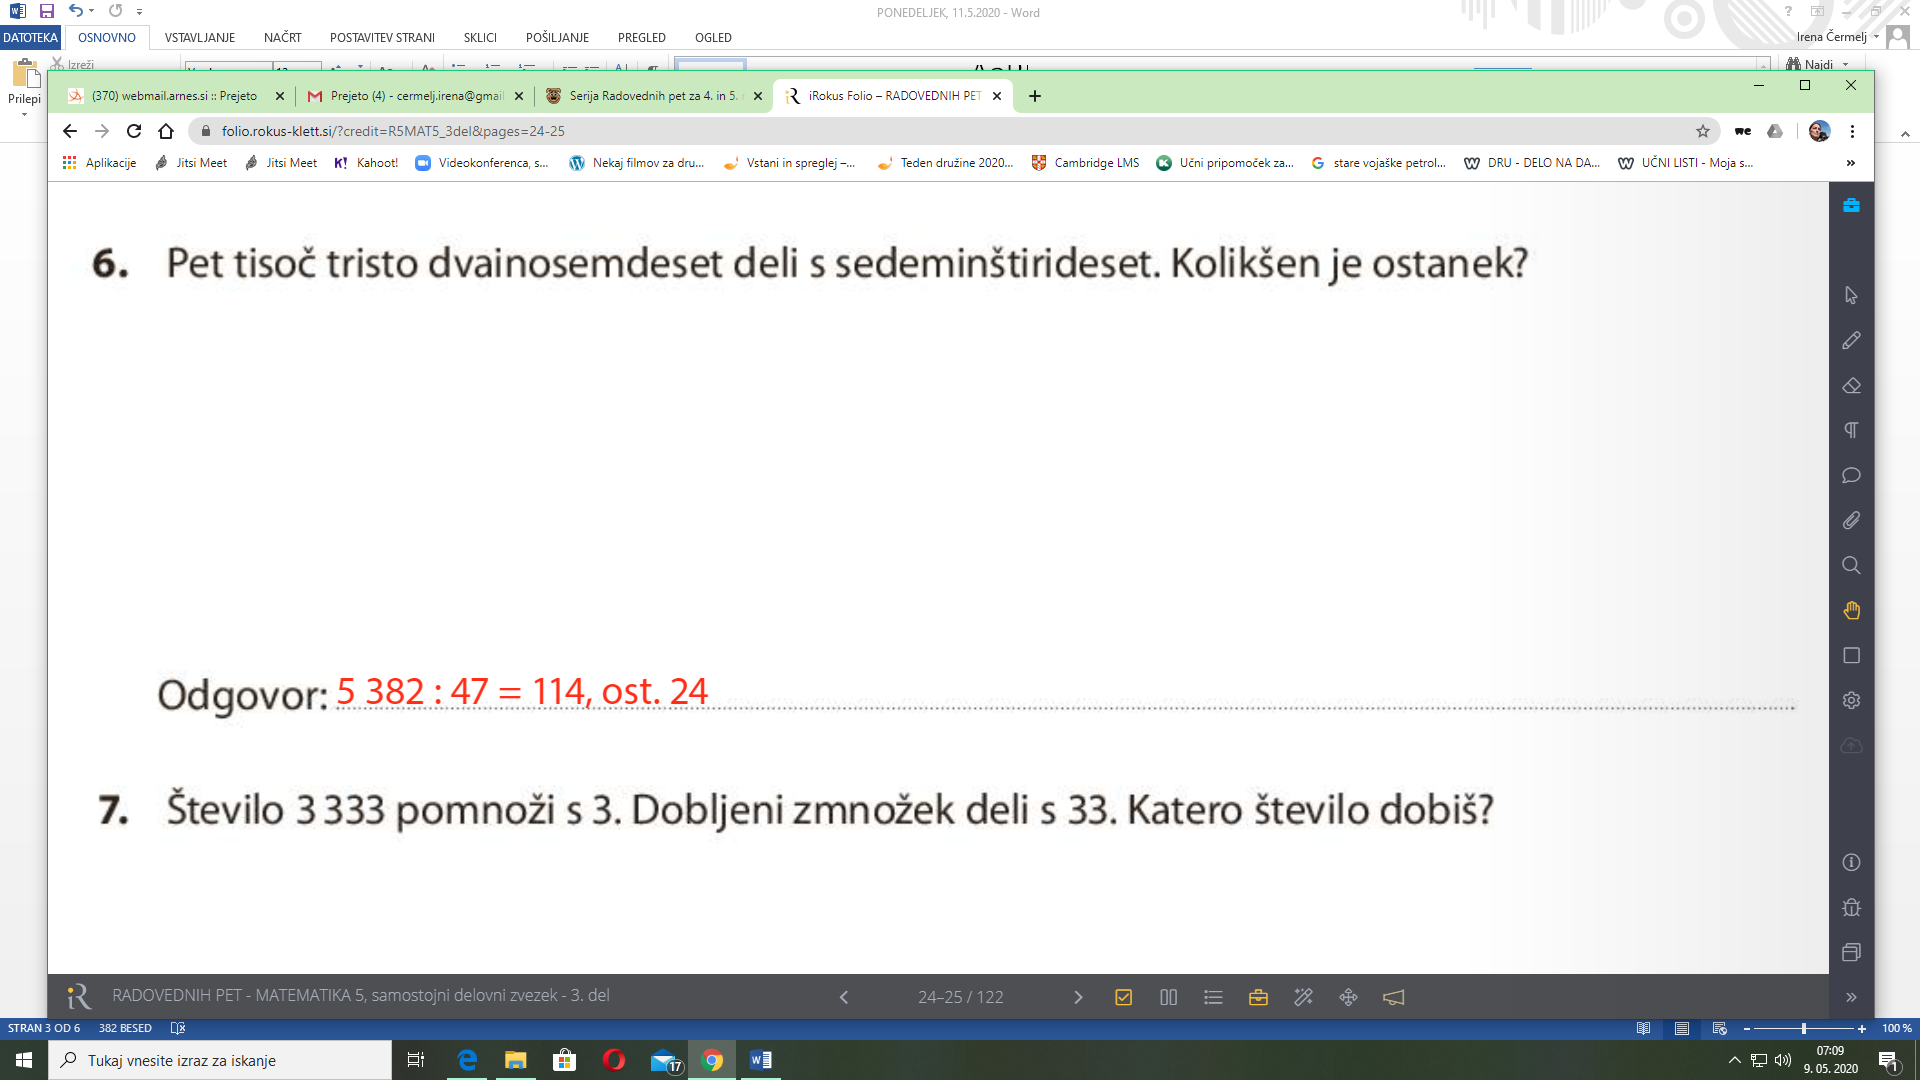 PONEDELJEK, 11.5.2020 - Word
DATOTEKA OSNOVNO VSTAVLJANJE NAČRT POSTAVITEV STRANI SKLICI POŠILJANJE PREGLED OGLED Irena Čermelj
Izreži
Najdi
Prilepi
(370) webmail.arnes.si :: Prejeto
Prejeto (4) - cermelj.irena@gmai
Serija Radovednih pet za 4. in 5.
iRokus Folio – RADOVEDNIH PET
folio.rokus-klett.si/?credit=R5MAT5_3del&pages=24-25
Aplikacije Jitsi Meet Jitsi Meet Kahoot! Videokonferenca, s... Nekaj filmov za dru... Vstani in spreglej –... Teden družine 2020... Cambridge LMS Učni pripomoček za... stare vojaške petrol... DRU - DELO NA DA... UČNI LISTI - Moja s... »
6. Pet tisoč tristo dvainosemdeset deli s sedeminštirideset. Kolikšen je ostanek?
Odgovor: 5 382 : 47 = 114, ost. 24
7. Število 3 333 pomnoži s 3. Dobljeni zmnožek deli s 33. Katero število dobiš?
RADOVEDNIH PET - MATEMATIKA 5, samostojni delovni zvezek - 3. del
24–25 / 122
STRAN 3 OD 6 382 BESED
100 %
Tukaj vnesite izraz za iskanje
17
07:09
9. 05. 2020
1